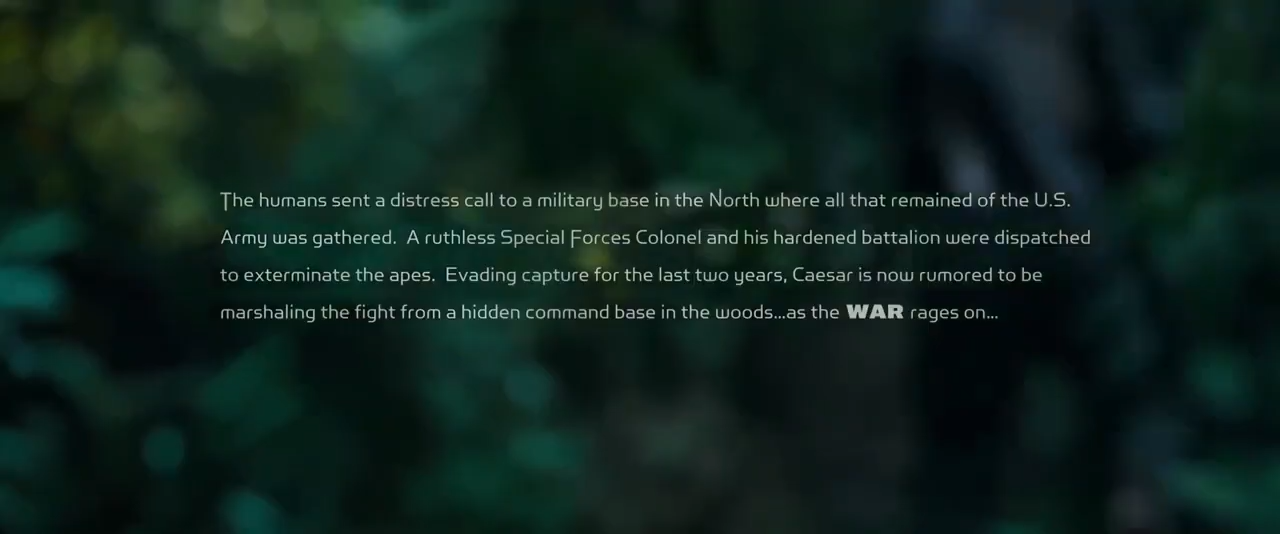 The humans sent a distress call to a military base in the North where all that remained of the U.S.
Army was gathered.  A ruthless Special Forces Colonel and his hardened battalion were dispatched
to exterminate the apes.  Evading capture for the last two years, Caesar is now rumored to be
marshaling the fight from a hidden command base in the woods...as the WAR rages on...